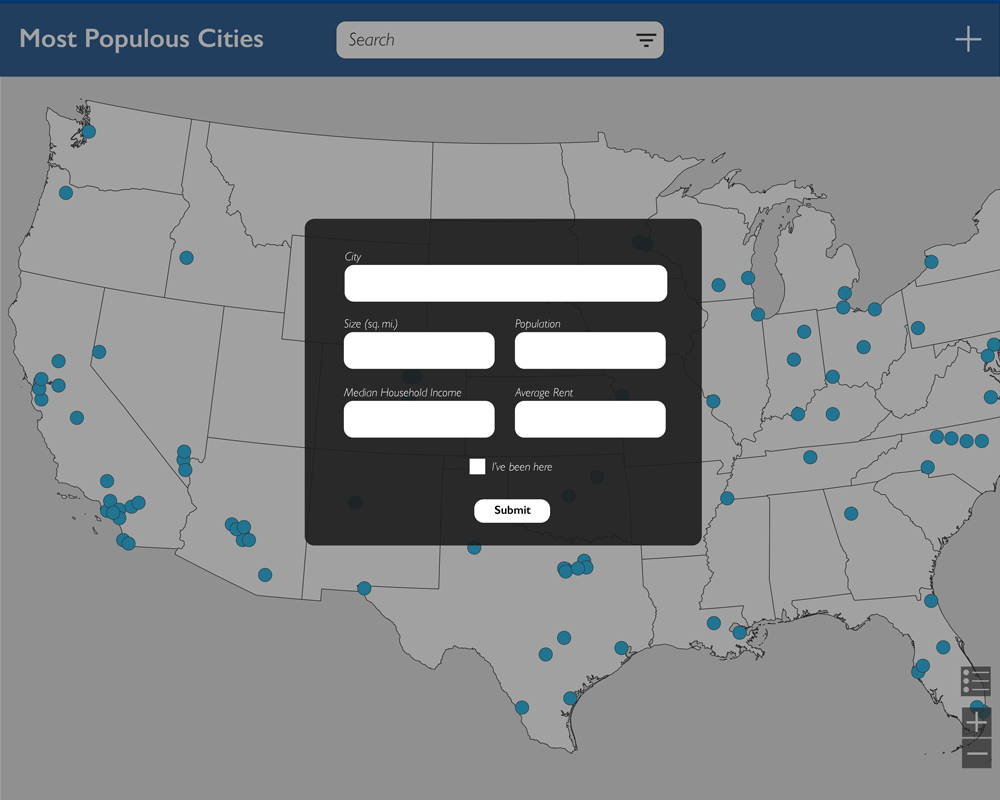 Most Populous Cities
Search
City
Size (sq. mi.)
Population
Median Household Income
Average Rent
I've been here
Submit